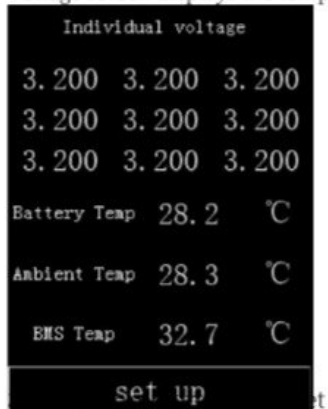 Individual voltage
3.200 3.200 3.200
3.200 3.200 3.200
3.200 3.200 3.200
Battery Temp 28.2 ℃
Ambient Temp 28.3 ℃
BMS Temp 32.7 ℃
set up